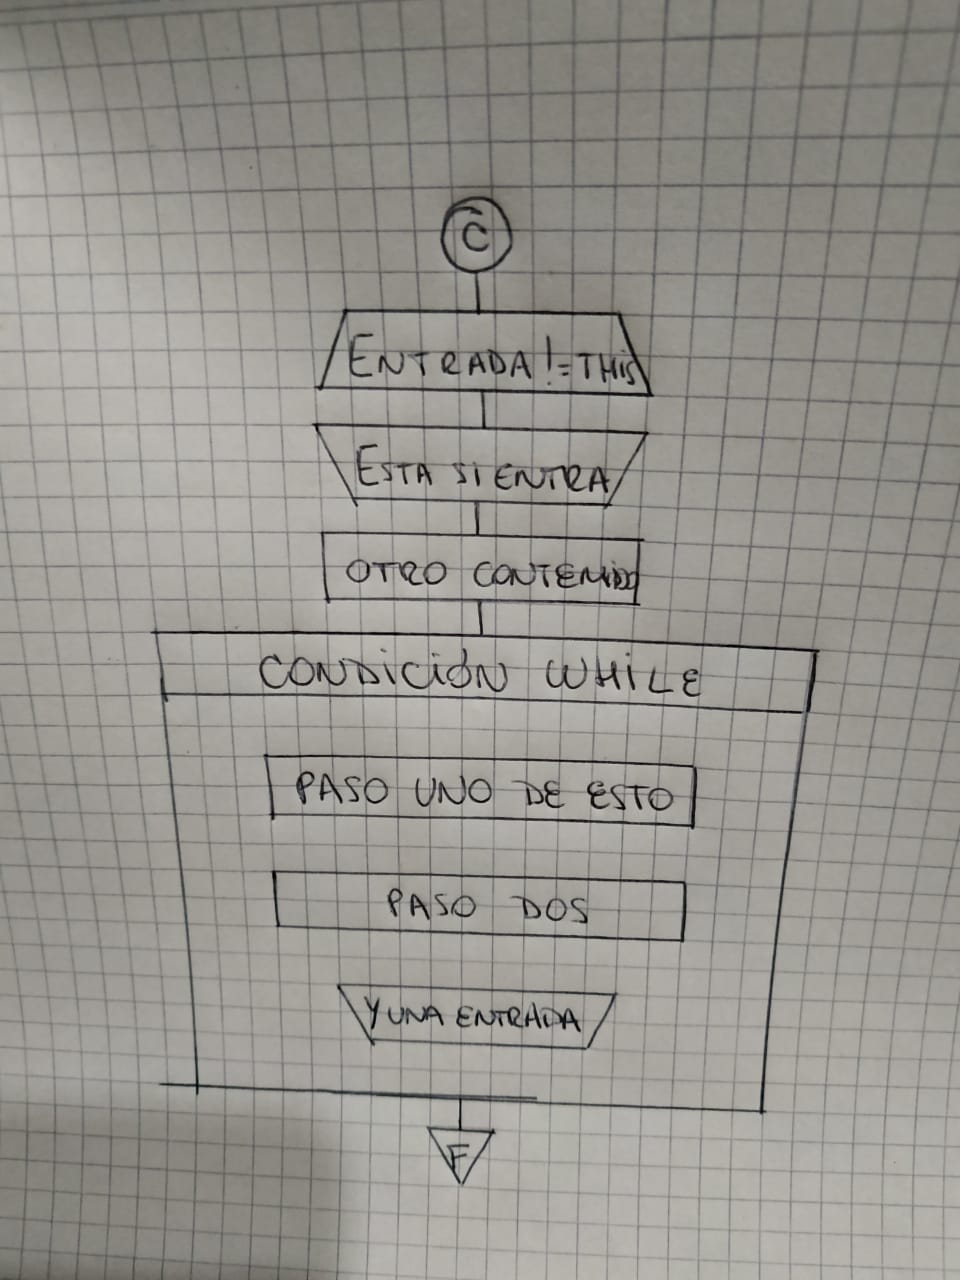 C
ENTRADA != THIS
ESTA SI ENTRA
OTRO CONTENIDO
CONDICIÓN WHILE
PASO UNO DE ESTO
PASO DOS
Y UNA ENTRADA
F